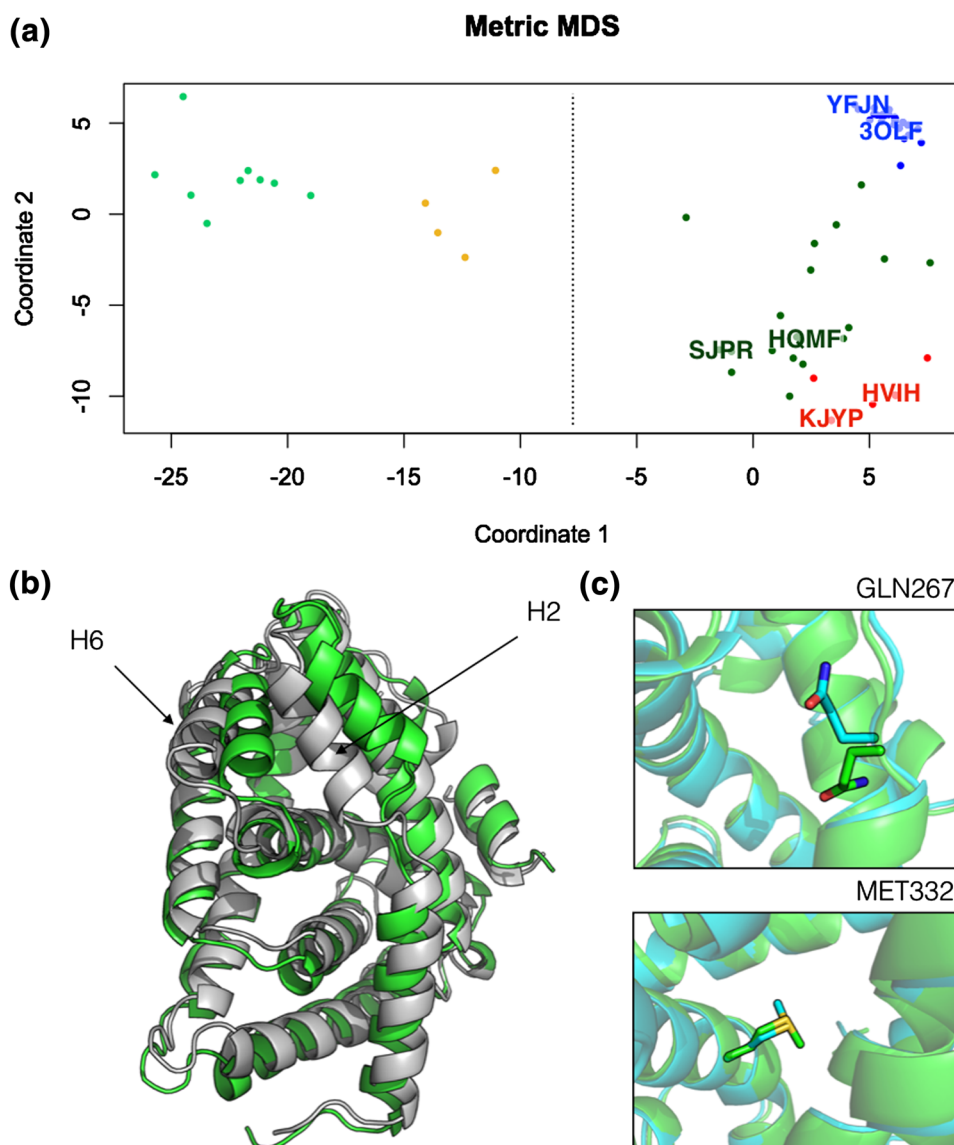 (a)
Metric MDS
Coordinate 2
5
0
-5
-10
YFJN
3OLF
SJPR
HQMF
HVIH
KJYP
-25 -20 -15 -10 -5 0 5
Coordinate 1
(b)
H6
H2
(c)
GLN267
MET332